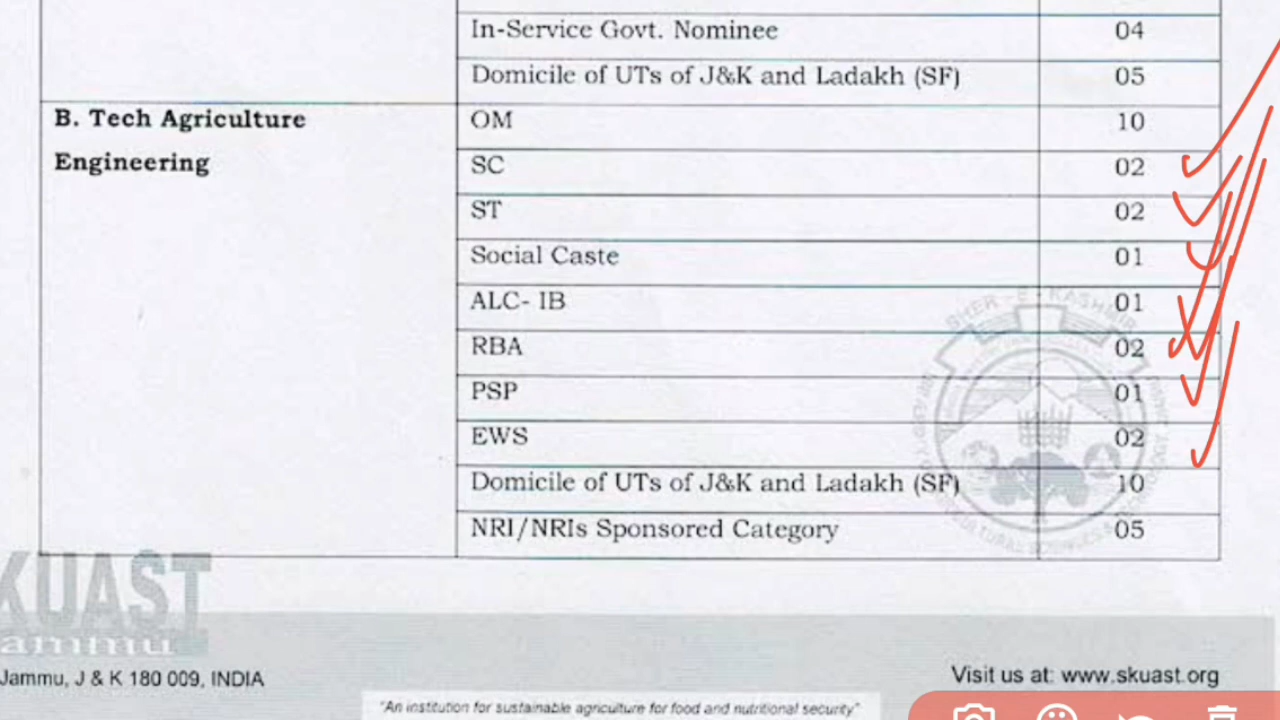 In-Service Govt. Nominee 04
Domicile of UTs of J&K and Ladakh (SF) 05
B. Tech Agriculture Engineering
OM 10
SC 02
ST 02
Social Caste 01
ALC- IB 01
RBA 02
PSP 01
EWS 02
Domicile of UTs of J&K and Ladakh (SF) 10
NRI/NRIs Sponsored Category 05
SHER - E - KASHMIR
KUAST
ammu
Jammu, J & K 180 009, INDIA
Visit us at: www.skuast.org
"An institution for sustainable agriculture for food and nutritional security"